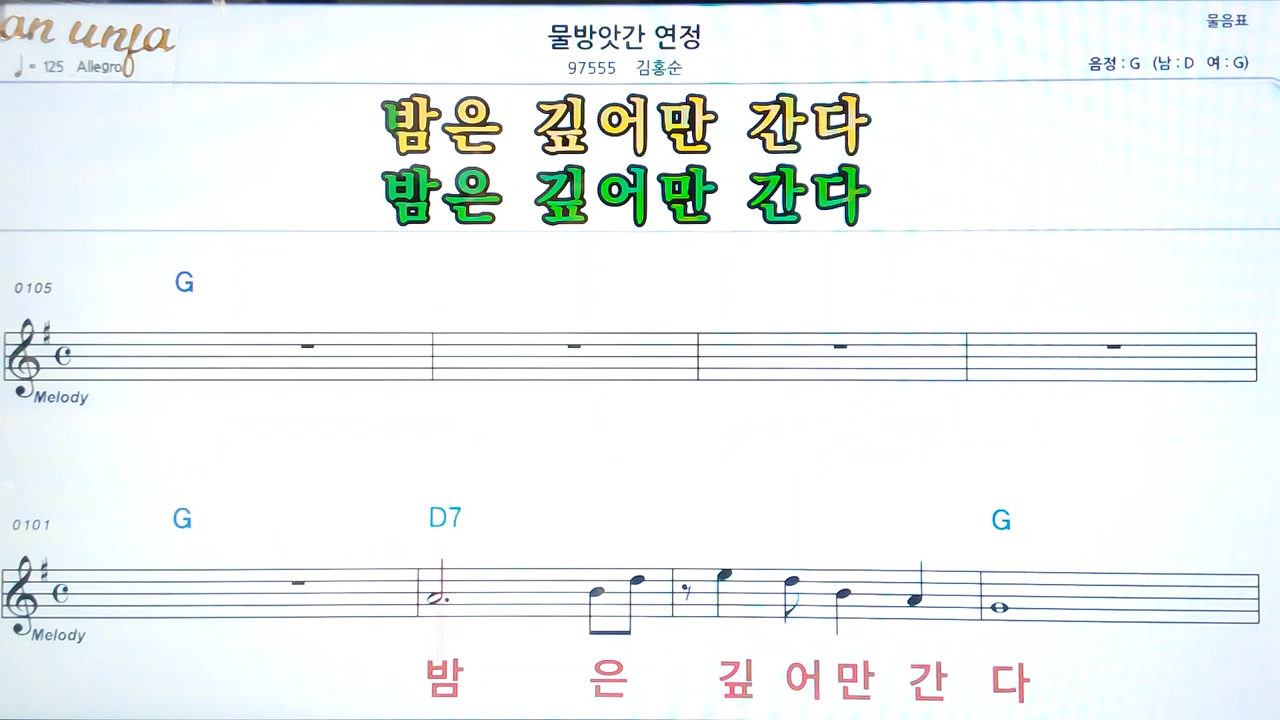 an unfa
물음표
물방앗간 연정
♩= 125 Allegro
97555 김홍순
음정 : G (남 : D 여 : G)
밤은 깊어만 간다
밤은 깊어만 간다
0105
G
Melody
0101
G D7 G
Melody
밤 은 깊 어 만 간 다